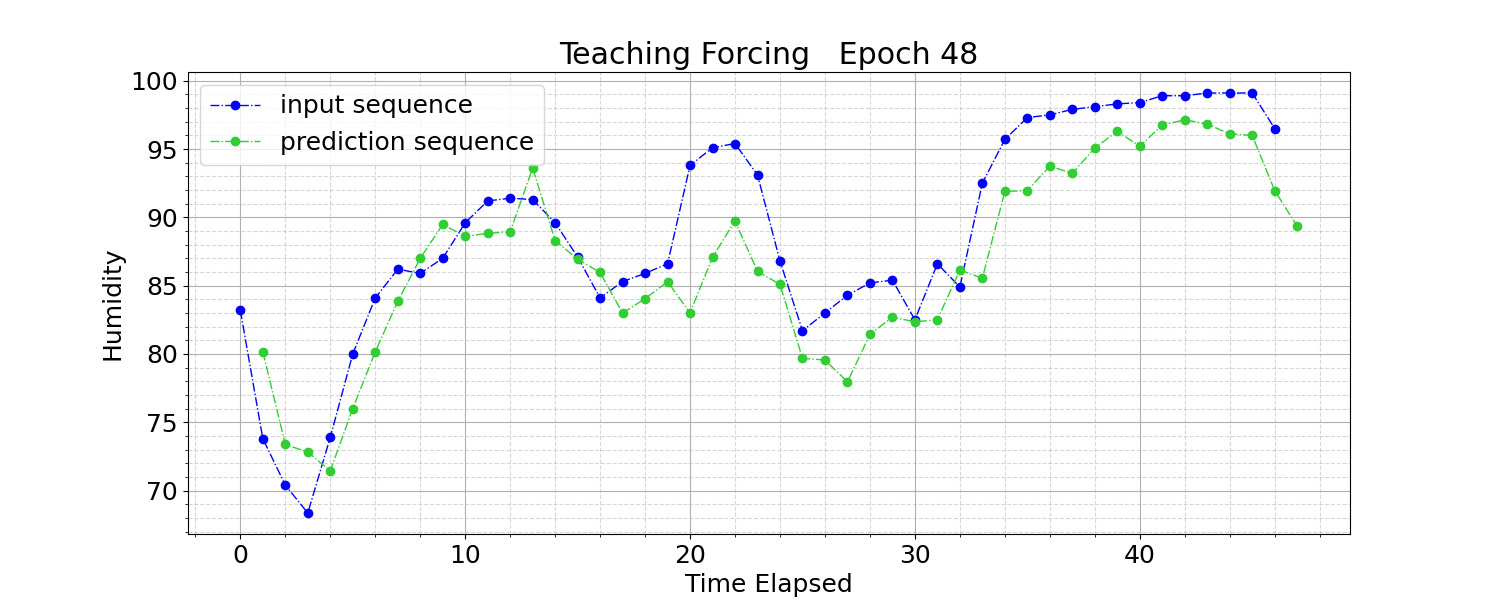 Teaching Forcing   Epoch 48
input sequence
prediction sequence
Humidity
100
95
90
85
80
75
70
0 10 20 30 40
Time Elapsed